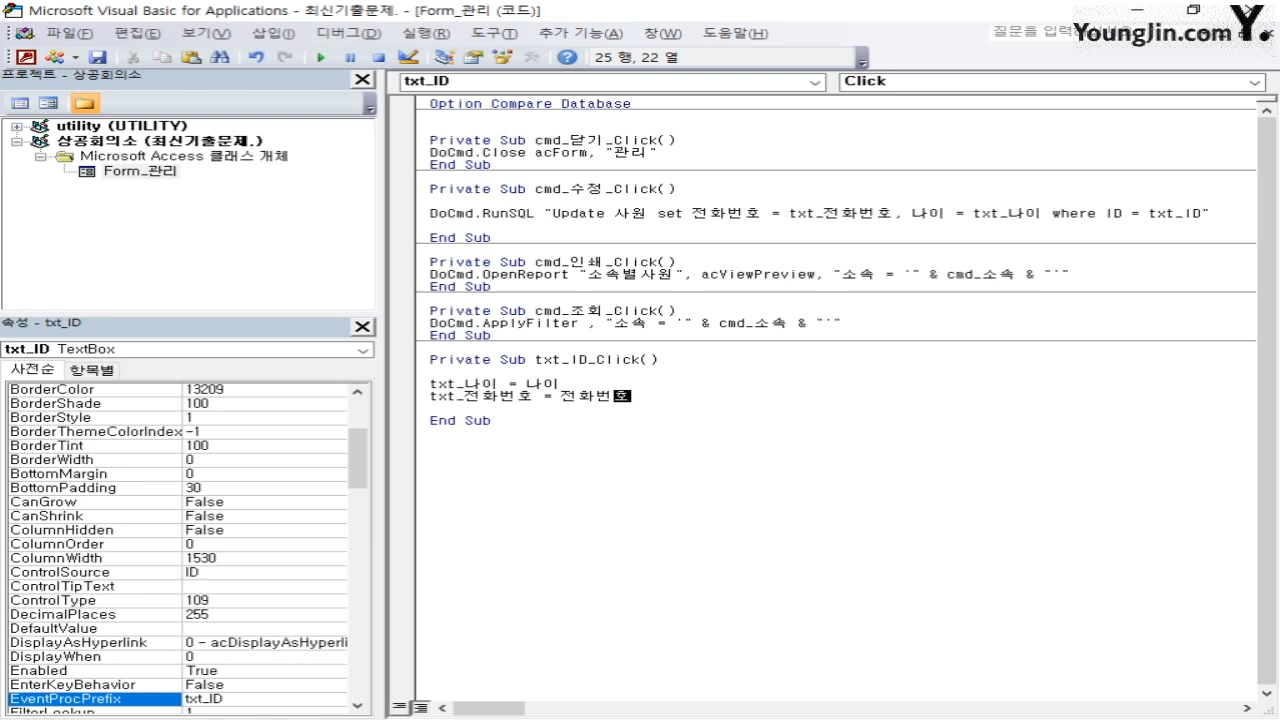 Microsoft Visual Basic for Applications - 최신기출문제. - [Form_관리 (코드)]
파일(F) 편집(E) 보기(V) 삽입(I) 디버그(D) 실행(R) 도구(T) 추가 기능(A) 창(W) 도움말(H) 질문을 입력
YoungJin.com Y.
25 행, 22 열
프로젝트 - 상공회의소
utility (UTILITY)
상공회의소 (최신기출문제.)
Microsoft Access 클래스 개체
Form_관리
속성 - txt_ID
txt_ID TextBox
사전순 항목별
BorderColor 13209
BorderShade 100
BorderStyle 1
BorderThemeColorIndex -1
BorderTint 100
BorderWidth 0
BottomMargin 0
BottomPadding 30
CanGrow False
CanShrink False
ColumnHidden False
ColumnOrder 0
ColumnWidth 1530
ControlSource ID
ControlTipText
ControlType 109
DecimalPlaces 255
DefaultValue
DisplayAsHyperlink 0 - acDisplayAsHyperli
DisplayWhen 0
Enabled True
EnterKeyBehavior False
EventProcPrefix txt_ID
FilterLookup 1
txt_ID Click
Option Compare Database
Private Sub cmd_닫기_Click()
DoCmd.Close acForm, "관리"
End Sub
Private Sub cmd_수정_Click()
DoCmd.RunSQL "Update 사원 set 전화번호 = txt_전화번호, 나이 = txt_나이 where ID = txt_ID"
End Sub
Private Sub cmd_인쇄_Click()
DoCmd.OpenReport "소속별사원", acViewPreview, "소속 = '" & cmd_소속 & "'"
End Sub
Private Sub cmd_조회_Click()
DoCmd.ApplyFilter , "소속 = '" & cmd_소속 & "'"
End Sub
Private Sub txt_ID_Click()
txt_나이 = 나이
txt_전화번호 = 전화번호
End Sub